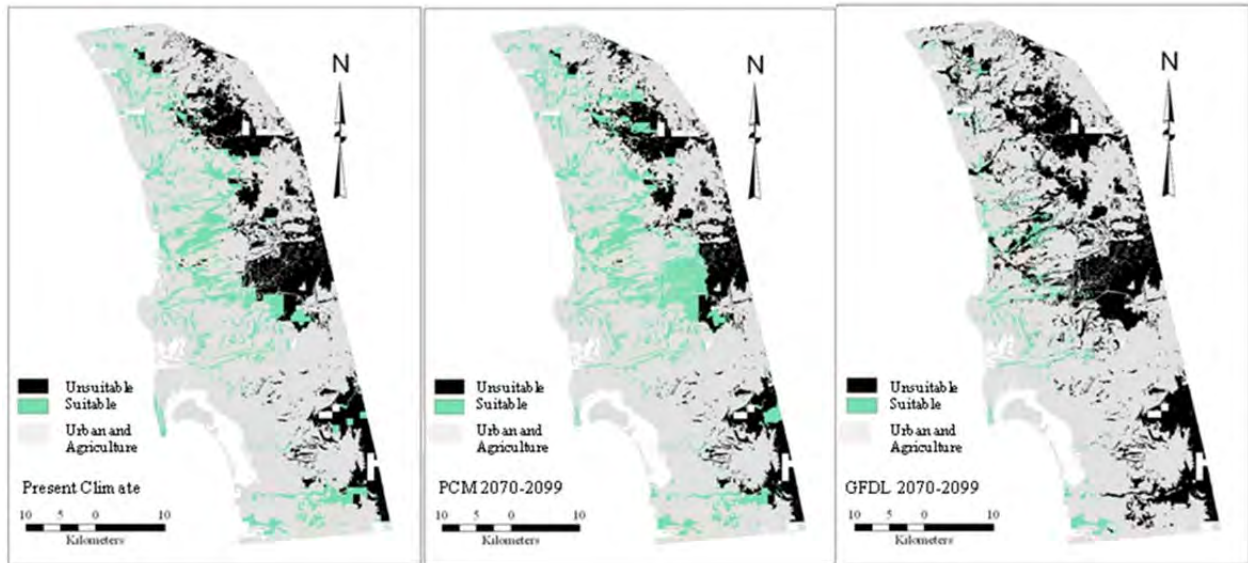 N
Unsuitable
Suitable
Urban and
Agriculture
Present Climate
10 5 0 10
Kilometers
N
Unsuitable
Suitable
Urban and
Agriculture
PCM 2070-2099
10 5 0 10
Kilometers
N
Unsuitable
Suitable
Urban and
Agriculture
GFDL 2070-2099
10 5 0 10
Kilometers